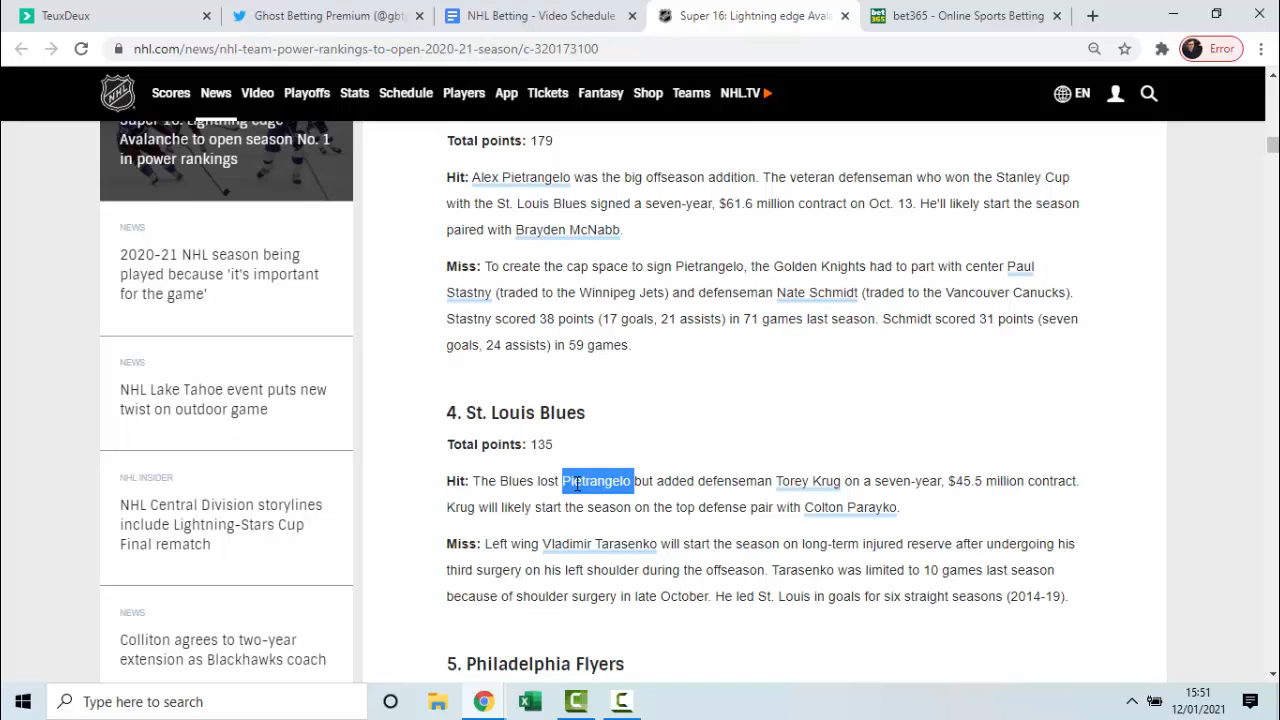 TeuxDeux
Ghost Betting Premium (@g
NHL Betting - Video Schedule
Super 16: Lightning edge Avala
bet365 - Online Sports Betting
nhl.com/news/nhl-team-power-rankings-to-open-2020-21-season/c-320173100
Error
NHL
Scores News Video Playoffs Stats Schedule Players App Tickets Fantasy Shop Teams NHL.TV
EN
Super 16: Lightning edge
Avalanche to open season No. 1
in power rankings
NEWS
2020-21 NHL season being
played because 'it's important
for the game'
NEWS
NHL Lake Tahoe event puts new
twist on outdoor game
NHL INSIDER
NHL Central Division storylines
include Lightning-Stars Cup
Final rematch
NEWS
Colliton agrees to two-year
extension as Blackhawks coach
Total points: 179
Hit: Alex Pietrangelo was the big offseason addition. The veteran defenseman who won the Stanley Cup
with the St. Louis Blues signed a seven-year, $61.6 million contract on Oct. 13. He'll likely start the season
paired with Brayden McNabb.
Miss: To create the cap space to sign Pietrangelo, the Golden Knights had to part with center Paul
Stastny (traded to the Winnipeg Jets) and defenseman Nate Schmidt (traded to the Vancouver Canucks).
Stastny scored 38 points (17 goals, 21 assists) in 71 games last season. Schmidt scored 31 points (seven
goals, 24 assists) in 59 games.
4. St. Louis Blues
Total points: 135
Hit: The Blues lost Pietrangelo but added defenseman Torey Krug on a seven-year, $45.5 million contract.
Krug will likely start the season on the top defense pair with Colton Parayko.
Miss: Left wing Vladimir Tarasenko will start the season on long-term injured reserve after undergoing his
third surgery on his left shoulder during the offseason. Tarasenko was limited to 10 games last season
because of shoulder surgery in late October. He led St. Louis in goals for six straight seasons (2014-19).
5. Philadelphia Flyers
Type here to search
15:51
12/01/2021